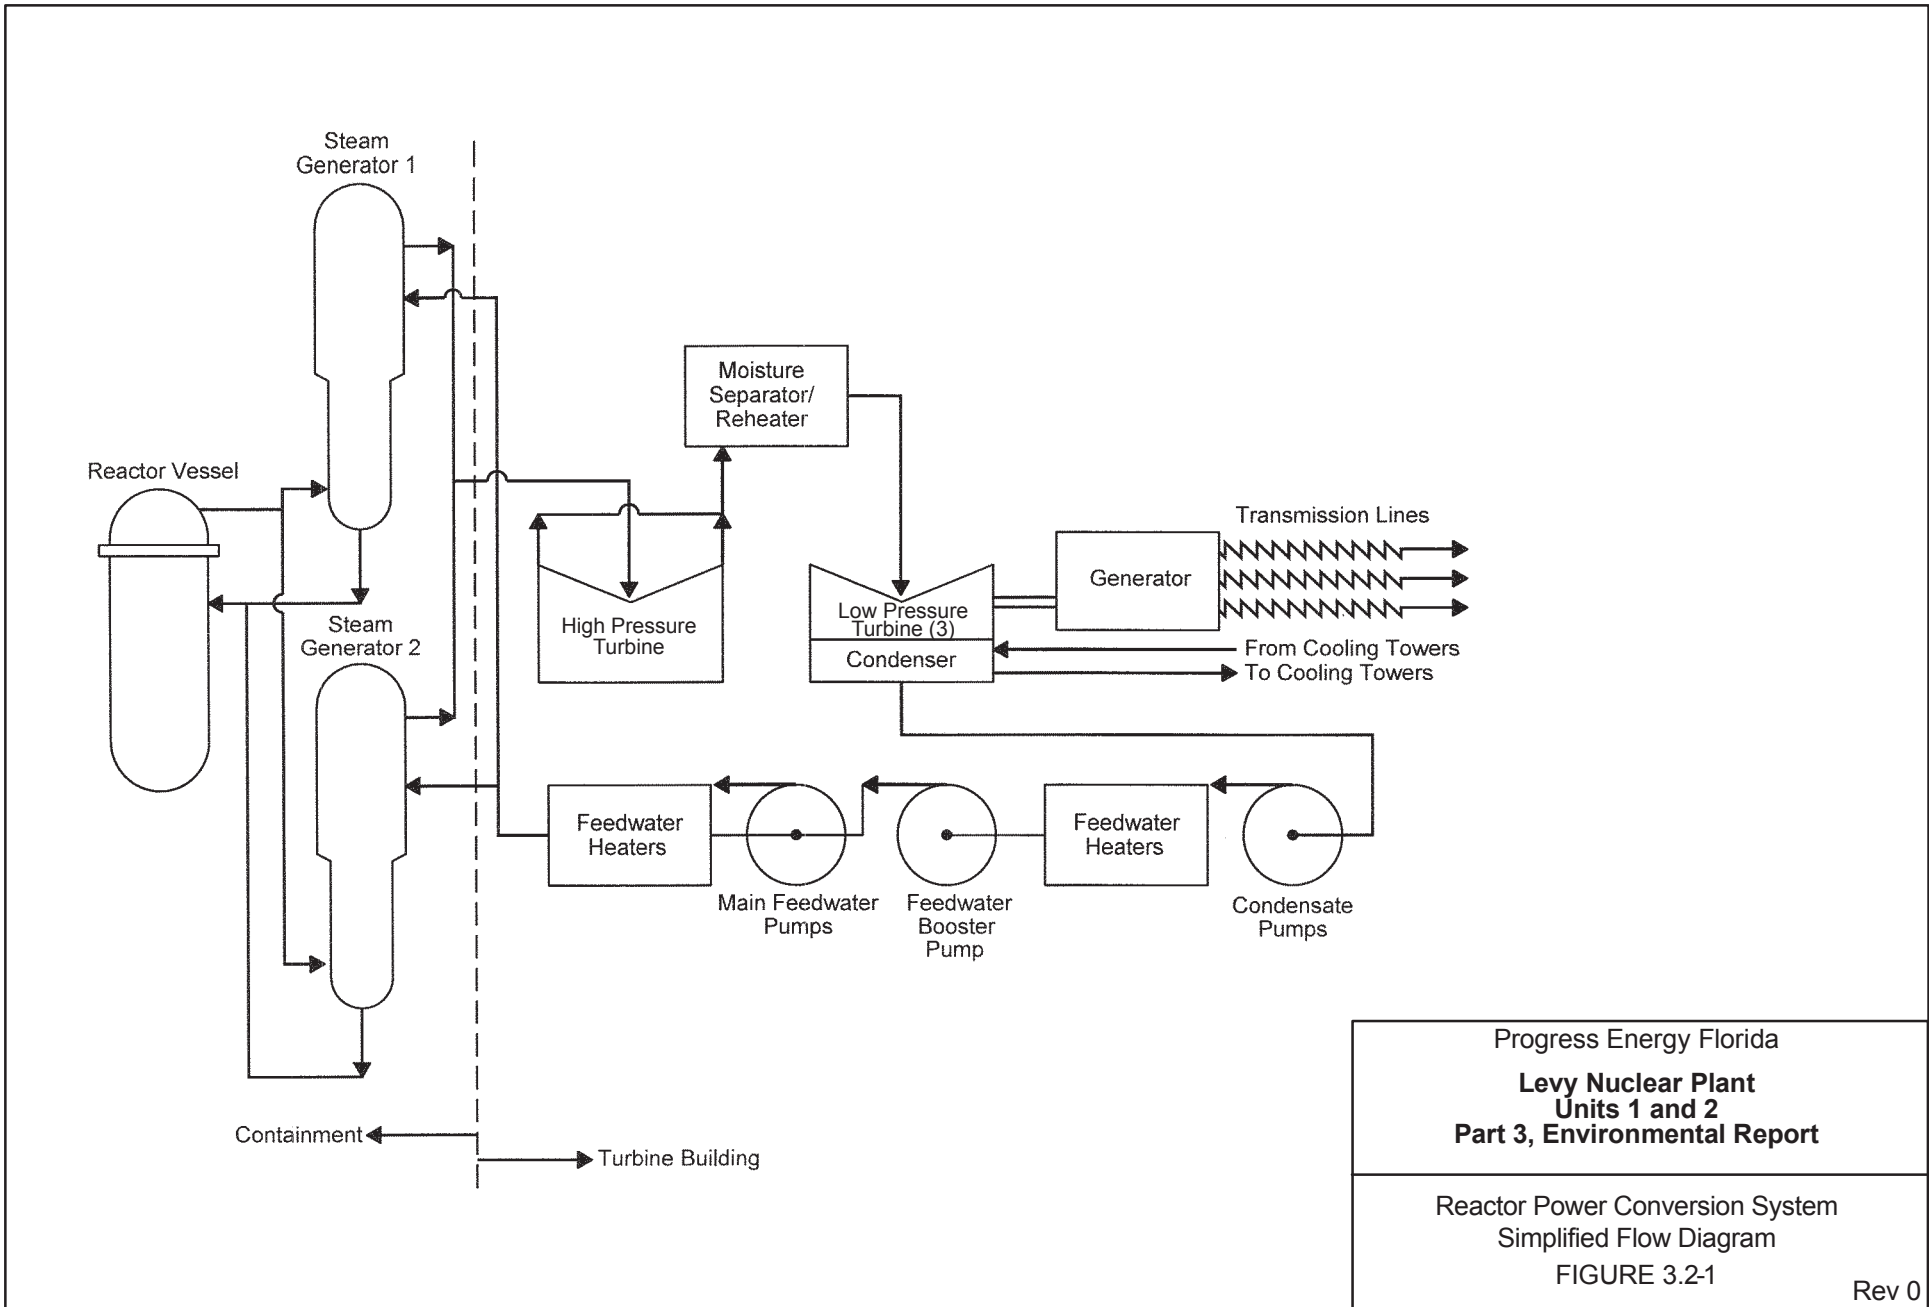 Steam
Generator 1
Moisture
Separator/
Reheater
Reactor Vessel
Transmission Lines
Generator
High Pressure
Turbine
Low Pressure
Turbine (3)
Condenser
From Cooling Towers
To Cooling Towers
Steam
Generator 2
Feedwater
Heaters
Main Feedwater
Pumps
Feedwater
Booster
Pump
Feedwater
Heaters
Condensate
Pumps
Containment
Turbine Building
Progress Energy Florida
Levy Nuclear Plant
Units 1 and 2
Part 3, Environmental Report
Reactor Power Conversion System
Simplified Flow Diagram
FIGURE 3.2-1
Rev 0